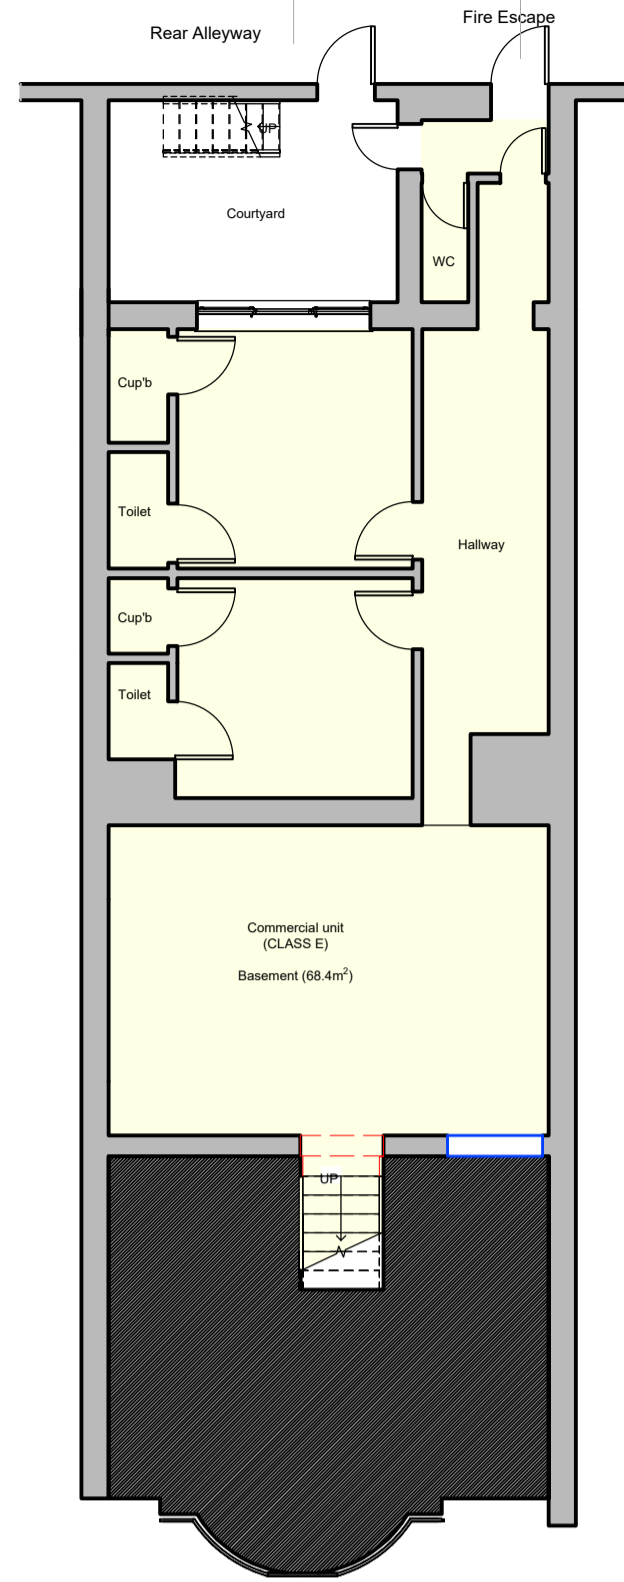 Fire Escape
Rear Alleyway
UP
Courtyard
WC
Cup'b
Toilet
Hallway
Cup'b
Toilet
Commercial unit
(CLASS E)
Basement (68.4m²)
UP